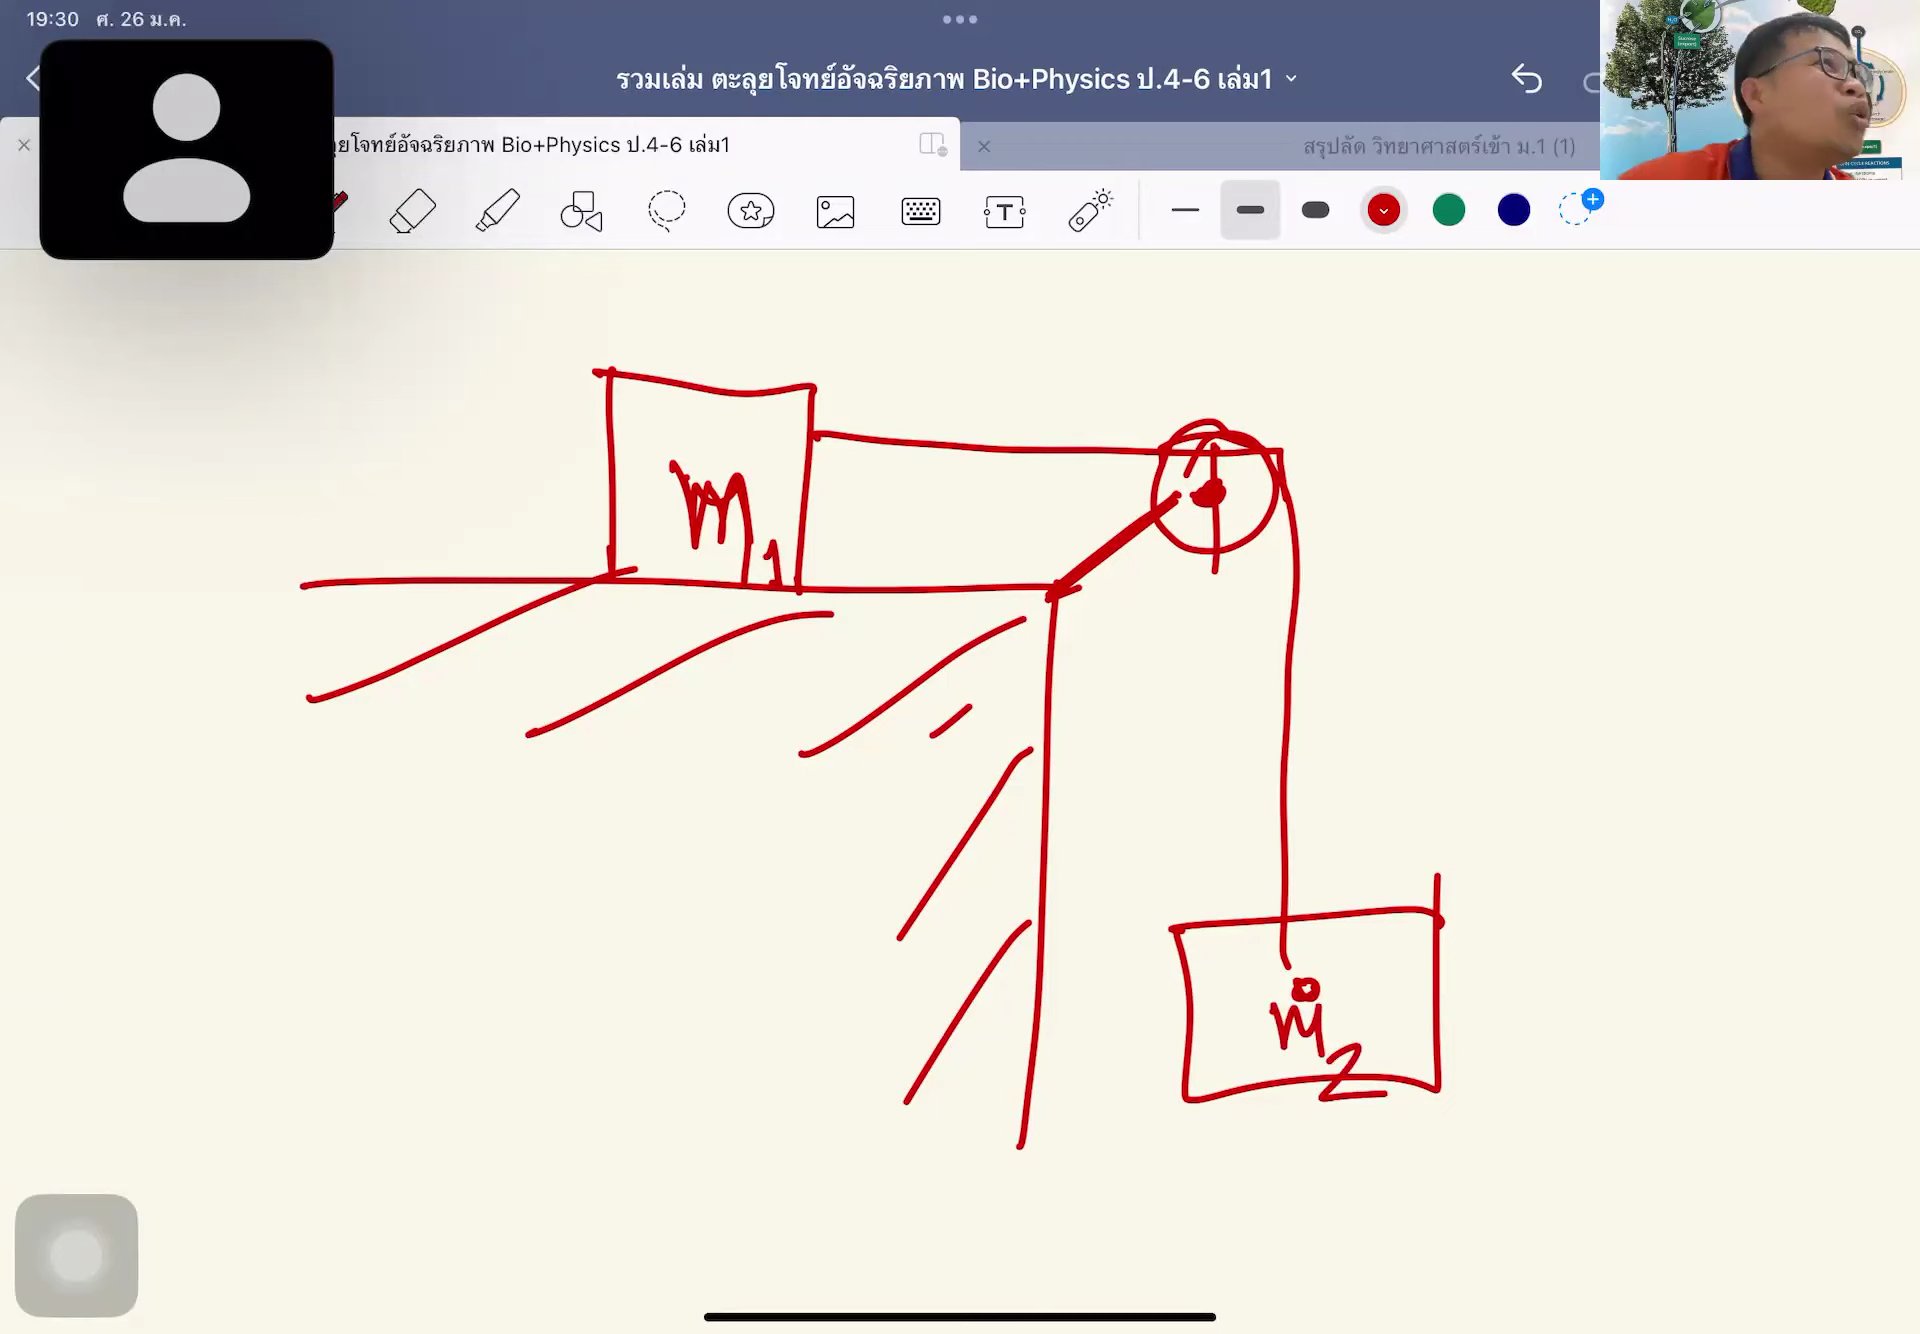 19:30 ศ. 26 ม.ค.
รวมเล่ม ตะลุยโจทย์อัจฉริยภาพ Bio+Physics ป.4-6 เล่ม1
ยโจทย์อัจฉริยภาพ Bio+Physics ป.4-6 เล่ม1
สรุปลัด วิทยาศาสตร์เข้า ม.1 (1)
T
m1
m2